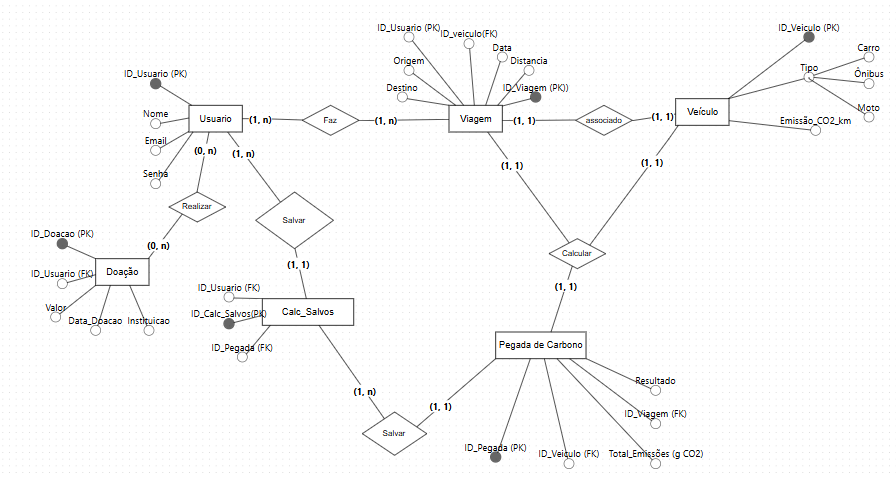 ID_Usuario (PK)
ID_veiculo(FK)
Data
Origem
Distancia
Destino
ID_Viagem (PK))
ID_Veiculo (PK)
Carro
Tipo
Ônibus
Moto
Emissão_CO2_km
ID_Usuario (PK)
Nome
Email
Senha
Usuario
(1, n)
Faz
(1, n)
Viagem
(1, 1)
associado
(1, 1)
Veículo
(0, n)
(1, n)
(1, 1)
(1, 1)
Realizar
Salvar
(0, n)
(1, 1)
Calcular
(1, 1)
ID_Doacao (PK)
ID_Usuario (FK)
Doação
Valor
Data_Doacao
Instituicao
ID_Usuario (FK)
ID_Calc_Salvos(PK)
Calc_Salvos
ID_Pegada (FK)
Pegada de Carbono
(1, n)
(1, 1)
Salvar
Resultado
ID_Viagem (FK)
ID_Pegada (PK)
ID_Veiculo (FK)
Total_Emissões (g CO2)